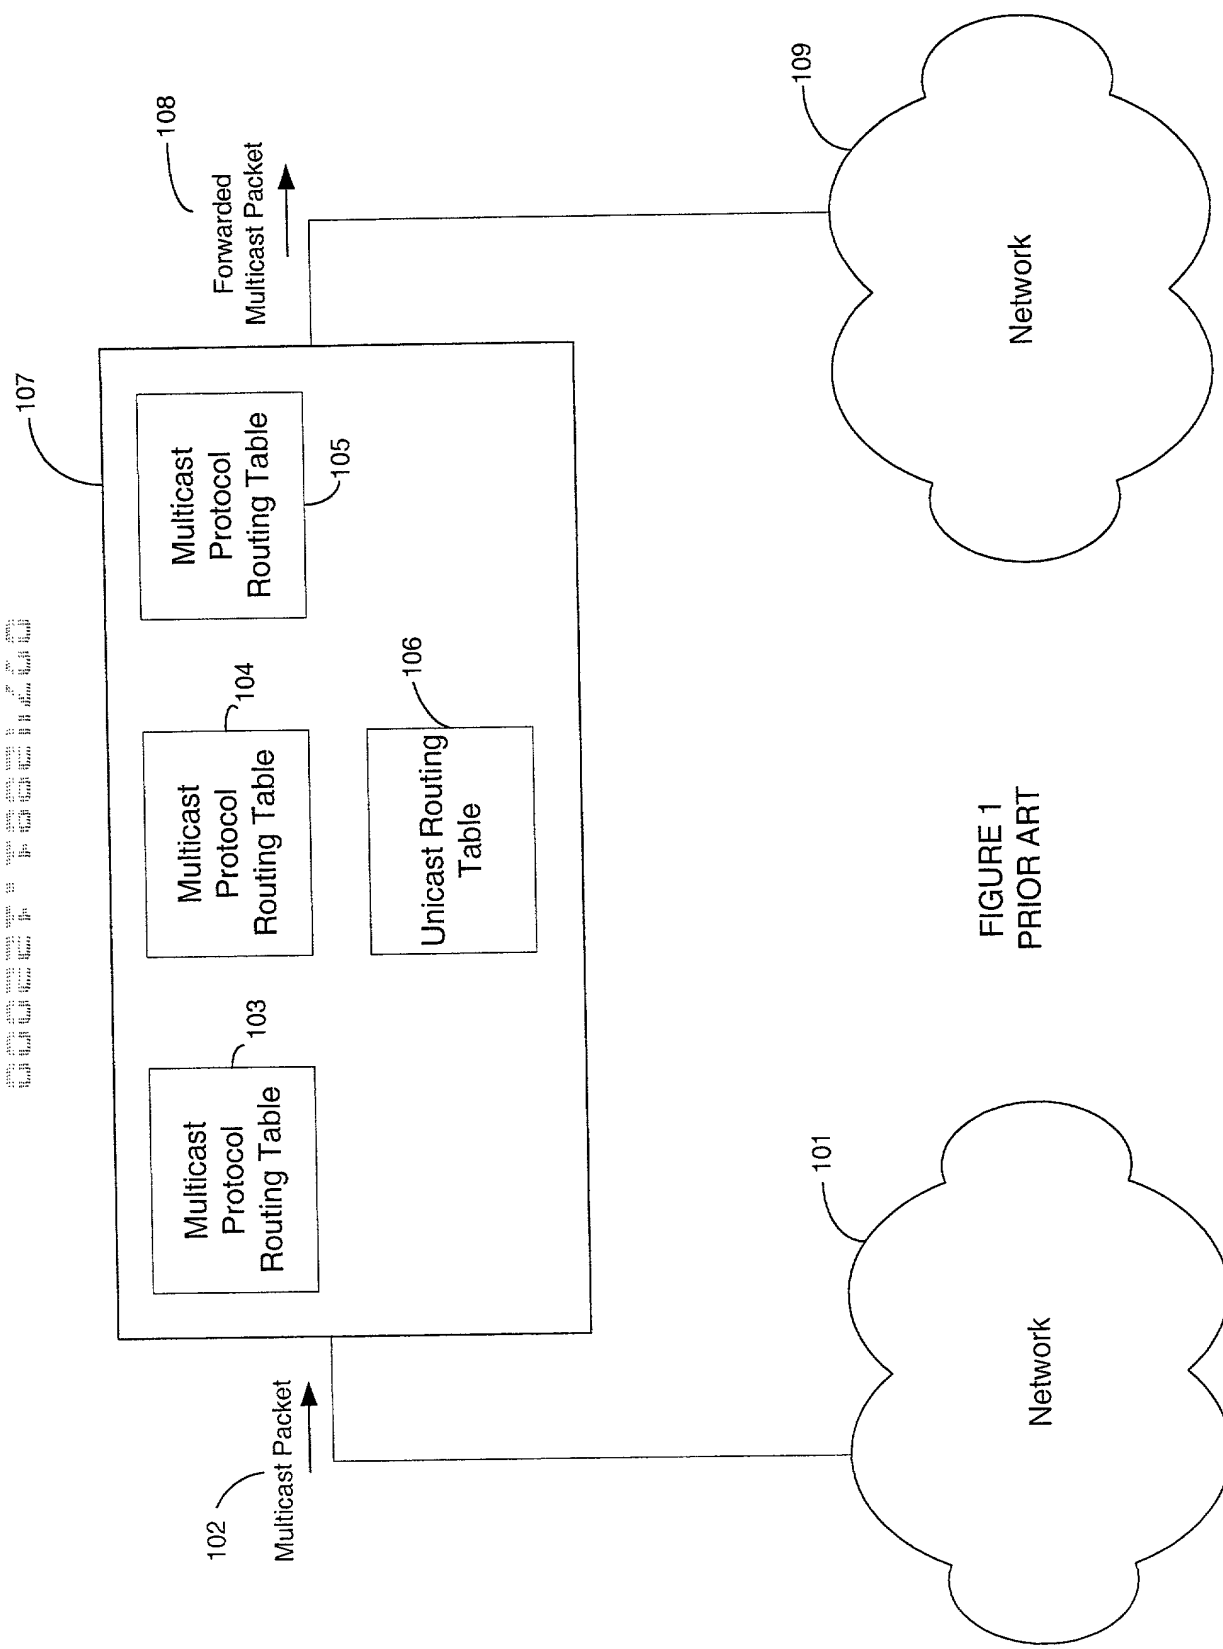 107
108
Forwarded
Multicast Packet
102
Multicast Packet
Multicast
Protocol
Routing Table
103
Multicast
Protocol
Routing Table
104
Multicast
Protocol
Routing Table
105
Unicast Routing
Table
106
101
Network
109
Network
FIGURE 1
PRIOR ART